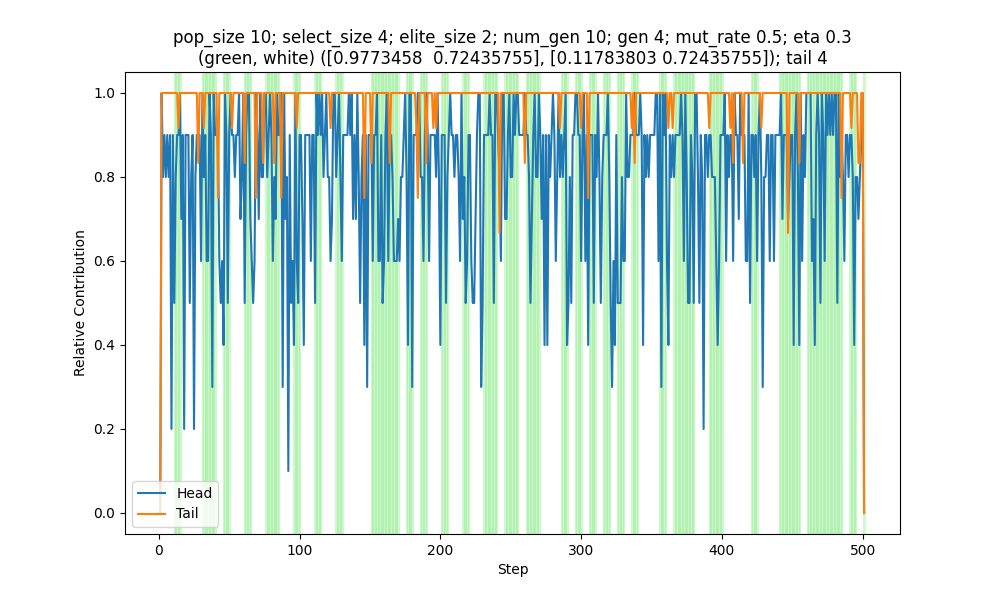 pop_size 10; select_size 4; elite_size 2; num_gen 10; gen 4; mut_rate 0.5; eta 0.3
(green, white) ([0.9773458  0.72435755], [0.11783803 0.72435755]); tail 4
1.0
0.8
0.6
0.4
0.2
0.0
Relative Contribution
Head
Tail
0
100
200
300
400
500
Step